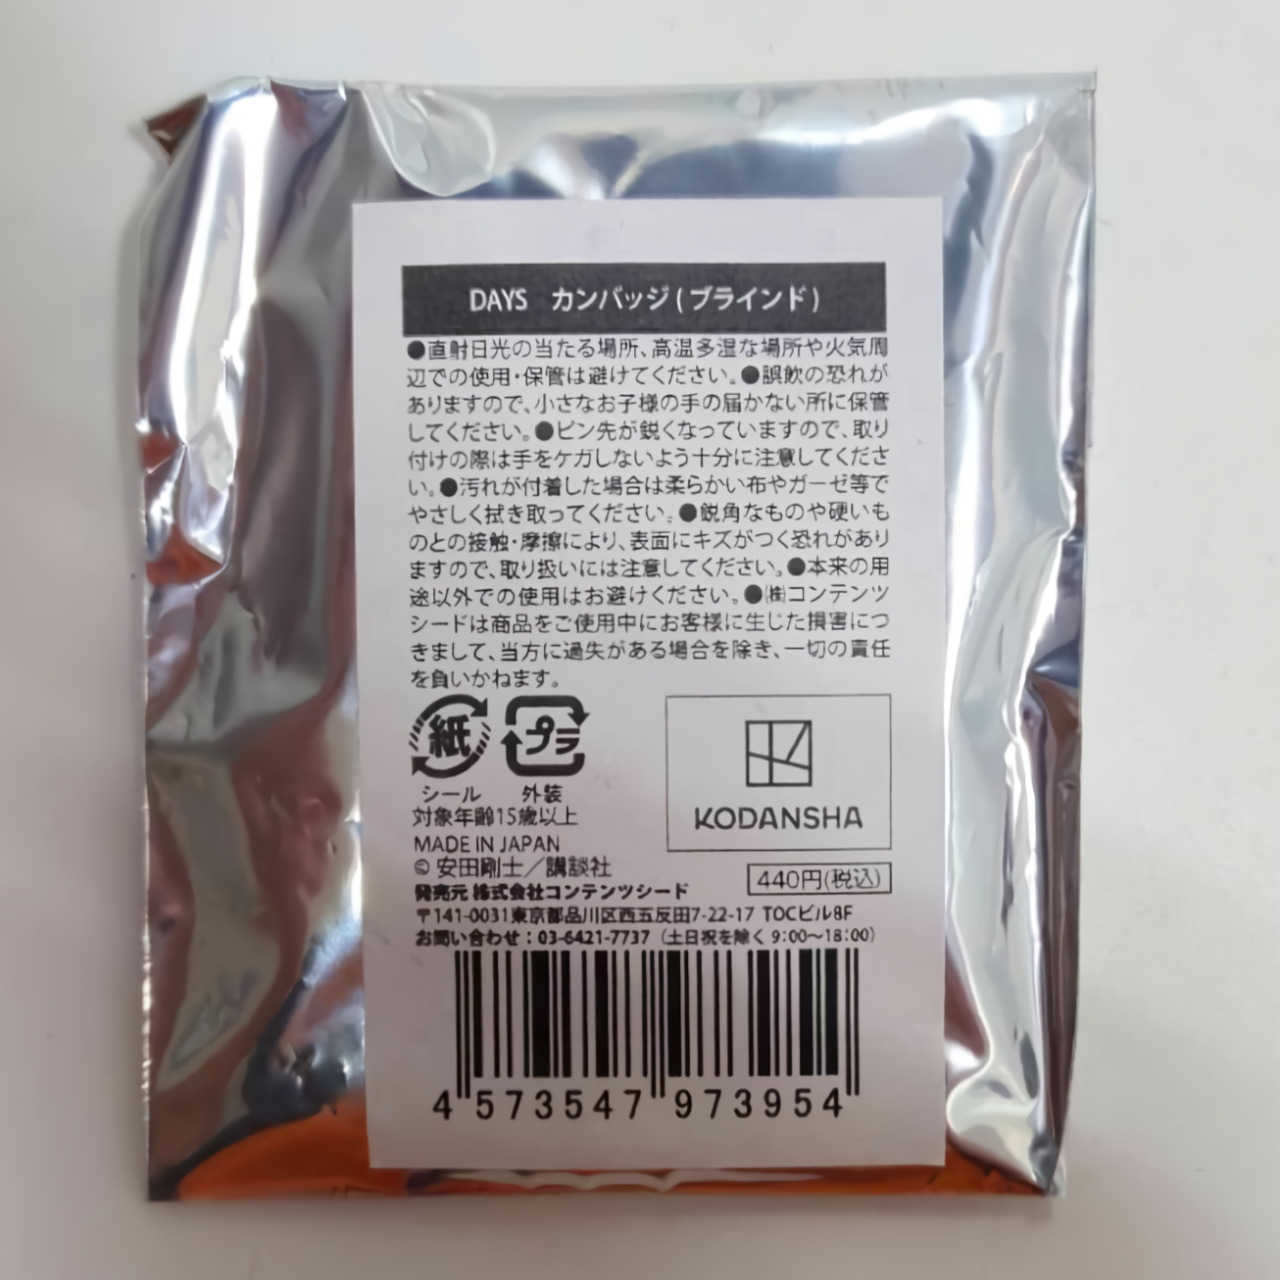 DAYS カンバッジ(ブラインド)
●直射日光の当たる場所、高温多湿な場所や火気周
辺での使用・保管は避けてください。●誤飲の恐れが
ありますので、小さなお子様の手の届かない所に保管
してください。●ピン先が鋭くなっていますので、取り
付けの際は手をケガしないよう十分に注意してくださ
い。●汚れが付着した場合は柔らかい布やガーゼ等で
やさしく拭き取ってください。●鋭角なものや硬いも
のとの接触・摩擦により、表面にキズがつく恐れがあり
ますので、取り扱いには注意してください。●本来の用
途以外での使用はお避けください。●㈱コンテンツ
シードは商品をご使用中にお客様に生じた損害につ
きまして、当方に過失がある場合を除き、一切の責任
を負いかねます。
紙 プラ
シール 外装
KODANSHA
対象年齢15歳以上
MADE IN JAPAN
© 安田剛士/講談社
440円(税込)
発売元 株式会社コンテンツシード
〒141-0031東京都品川区西五反田7-22-17 TOCビル8F
お問い合わせ:03-6421-7737 (土日祝を除く 9:00～18:00)
4 573547 973954